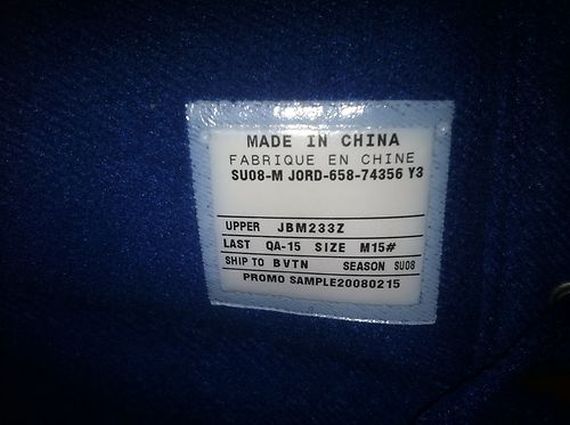 MADE IN CHINA
FABRIQUE EN CHINE
SU08-M JORD-658-74356 Y3
UPPER JBM233Z
LAST QA-15 SIZE M15#
SHIP TO BVTN SEASON SU08
PROMO SAMPLE20080215